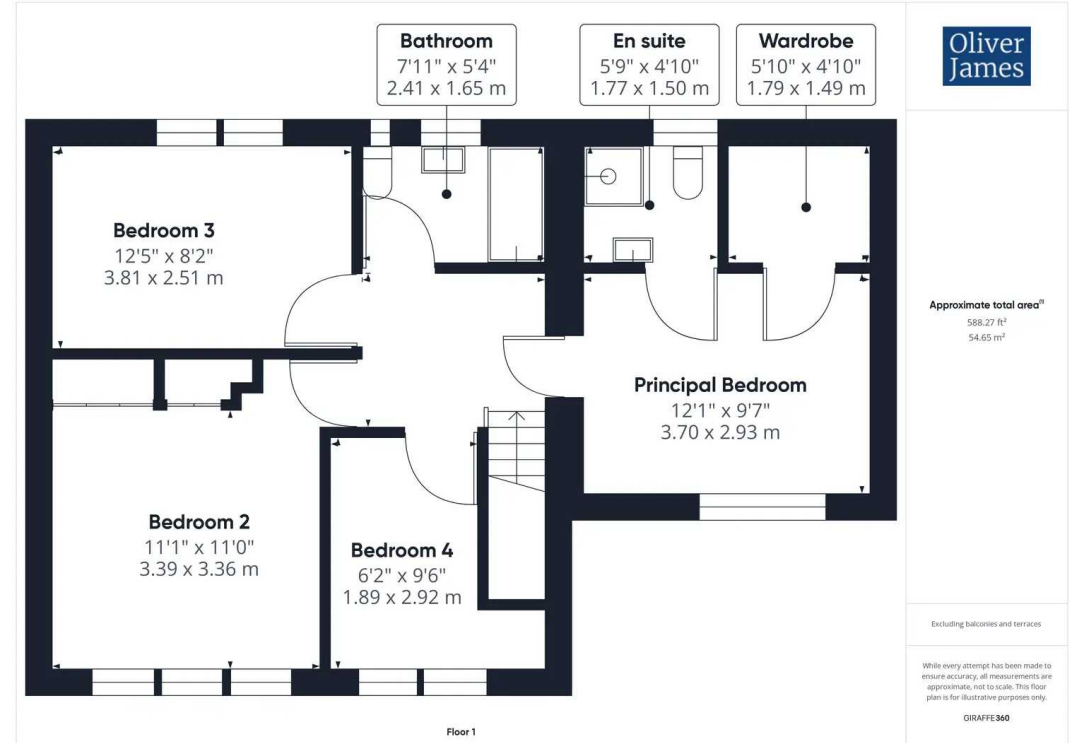 Bathroom
7'11" x 5'4"
2.41 x 1.65 m
En suite
5'9" x 4'10"
1.77 x 1.50 m
Wardrobe
5'10" x 4'10"
1.79 x 1.49 m
Oliver
James
Bedroom 3
12'5" x 8'2"
3.81 x 2.51 m
Principal Bedroom
12'1" x 9'7"
3.70 x 2.93 m
Bedroom 2
11'1" x 11'0"
3.39 x 3.36 m
Bedroom 4
6'2" x 9'6"
1.89 x 2.92 m
Floor 1
Approximate total area⁽¹⁾
588.27 ft²
54.65 m²
Excluding balconies and terraces
While every attempt has been made to
ensure accuracy, all measurements are
approximate, not to scale. This floor
plan is for illustrative purposes only.
GIRAFFE360